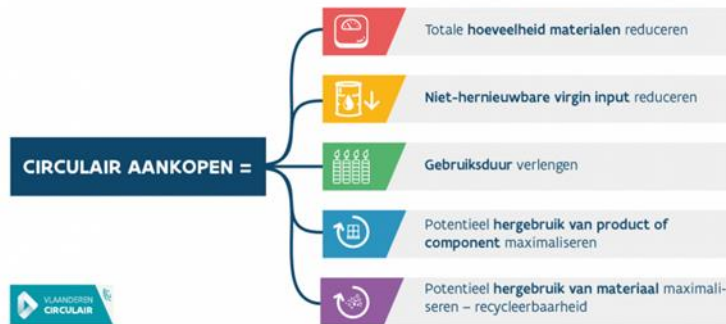 Totale hoeveelheid materialen reduceren
Niet-hernieuwbare virgin input reduceren
CIRCULAIR AANKOPEN =
Gebruiksduur verlengen
Potentieel hergebruik van product of
component maximaliseren
Potentieel hergebruik van materiaal maximali-
seren – recycleerbaarheid
VLAANDEREN
CIRCULAIR